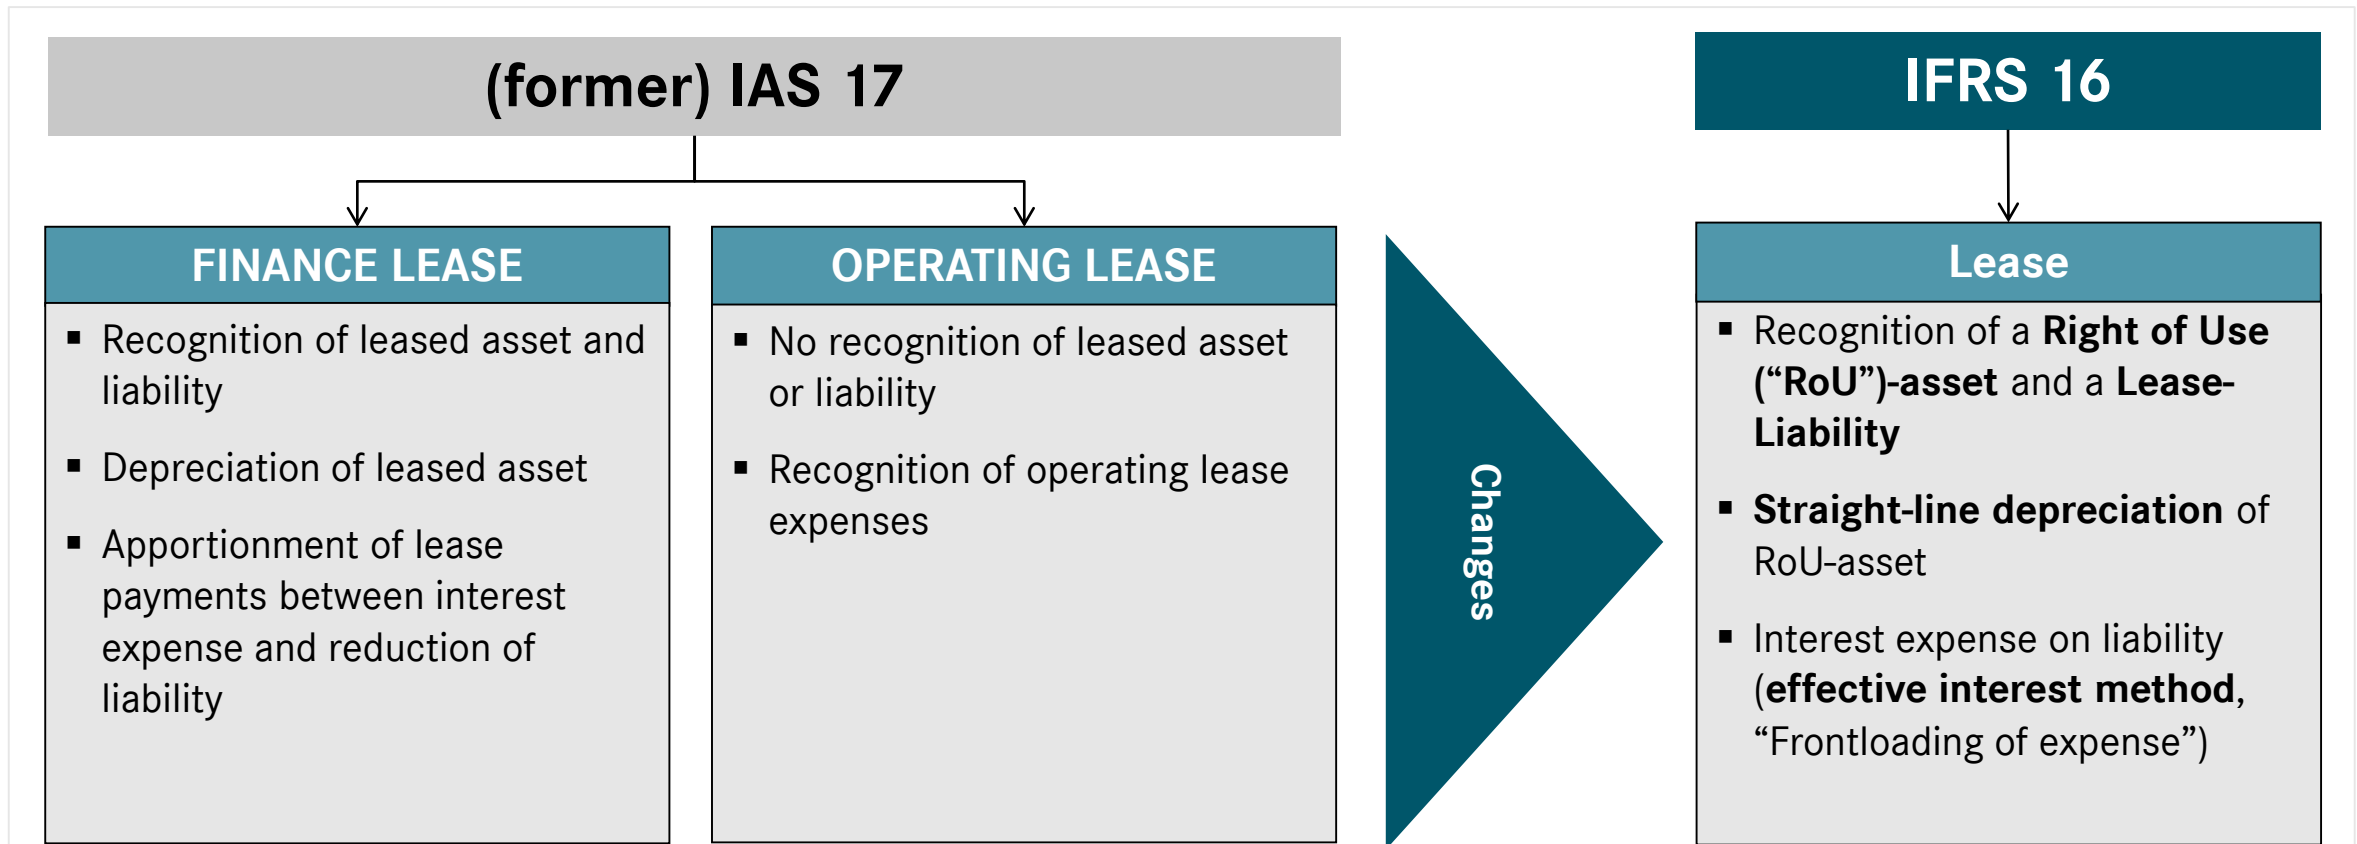 (former) IAS 17
IFRS 16
FINANCE LEASE
▪ Recognition of leased asset and
liability
▪ Depreciation of leased asset
▪ Apportionment of lease
payments between interest
expense and reduction of
liability
OPERATING LEASE
▪ No recognition of leased asset
or liability
▪ Recognition of operating lease
expenses
Changes
Lease
▪ Recognition of a Right of Use
(“RoU”)-asset and a Lease-
Liability
▪ Straight-line depreciation of
RoU-asset
▪ Interest expense on liability
(effective interest method,
“Frontloading of expense”)